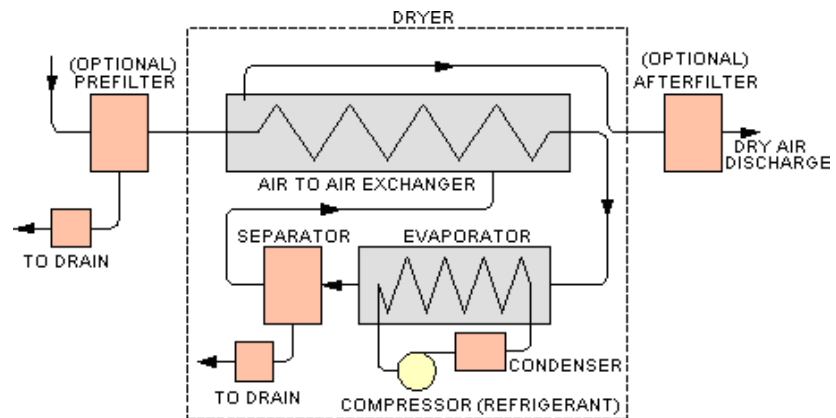 DRYER
(OPTIONAL)
PREFILTER
(OPTIONAL)
AFTERFILTER
DRY AIR
DISCHARGE
AIR TO AIR EXCHANGER
SEPARATOR
EVAPORATOR
TO DRAIN
CONDENSER
TO DRAIN
COMPRESSOR (REFRIGERANT)